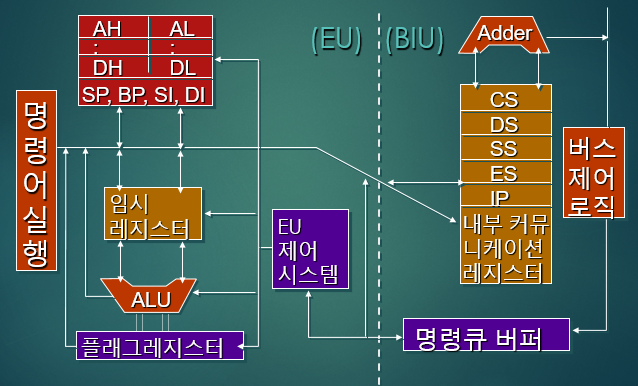 (EU)
(BIU)
AH AL
: :
DH DL
SP, BP, SI, DI
명
령
어
실
행
임시
레지스터
ALU
플래그레지스터
EU
제어
시스템
Adder
CS
DS
SS
ES
IP
내부 커뮤
니케이션
레지스터
버스
제어
로직
명령큐 버퍼